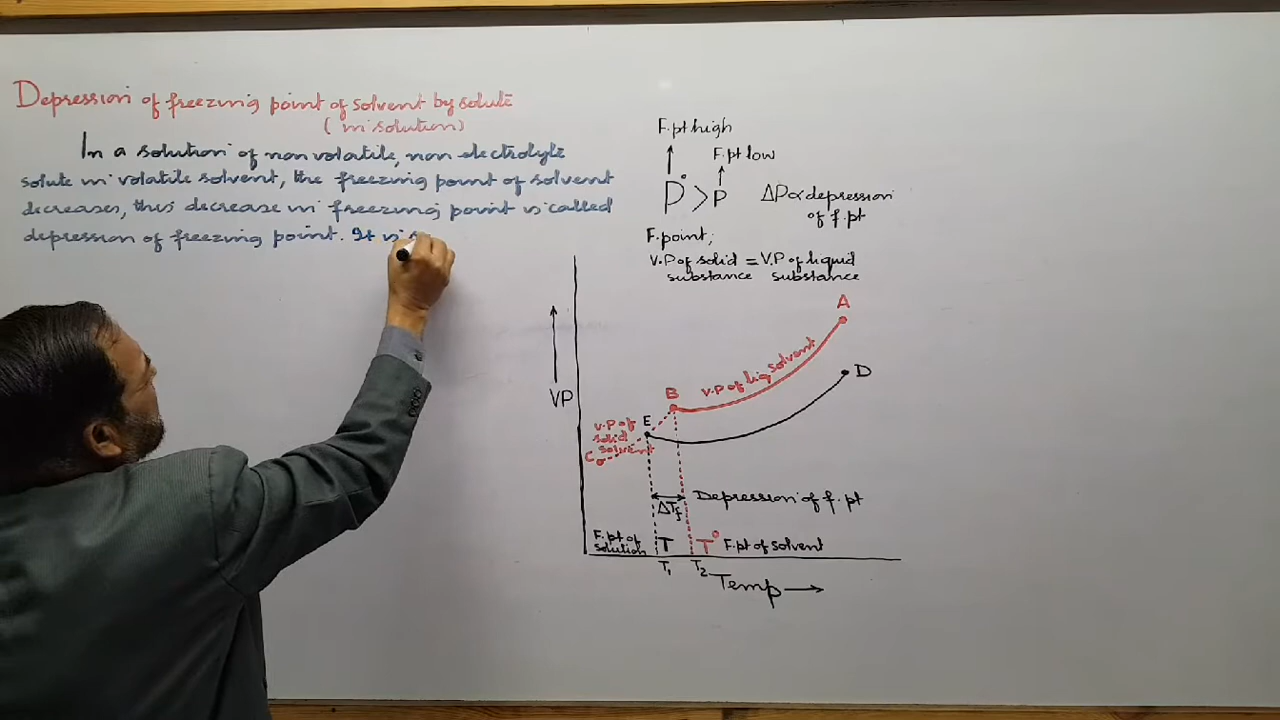 Depression of freezing point of solvent by solute
(in solution)
In a solution of non volatile, non electrolyte
solute in volatile solvent, the freezing point of solvent
decreases, this decrease in freezing point is called
depression of freezing point. It is
F.pt high
F.pt low
P° > P
ΔP ∝ depression
of f.pt
F.point;
V.P of solid = V.P of liquid
substance substance
A
V.P of liq solvent
D
B
E
V.P of
solid
solvent
C
VP
Depression of f.pt
ΔTf
F.pt of
solution
T
T° F.pt of solvent
T₁ T₂
Temp